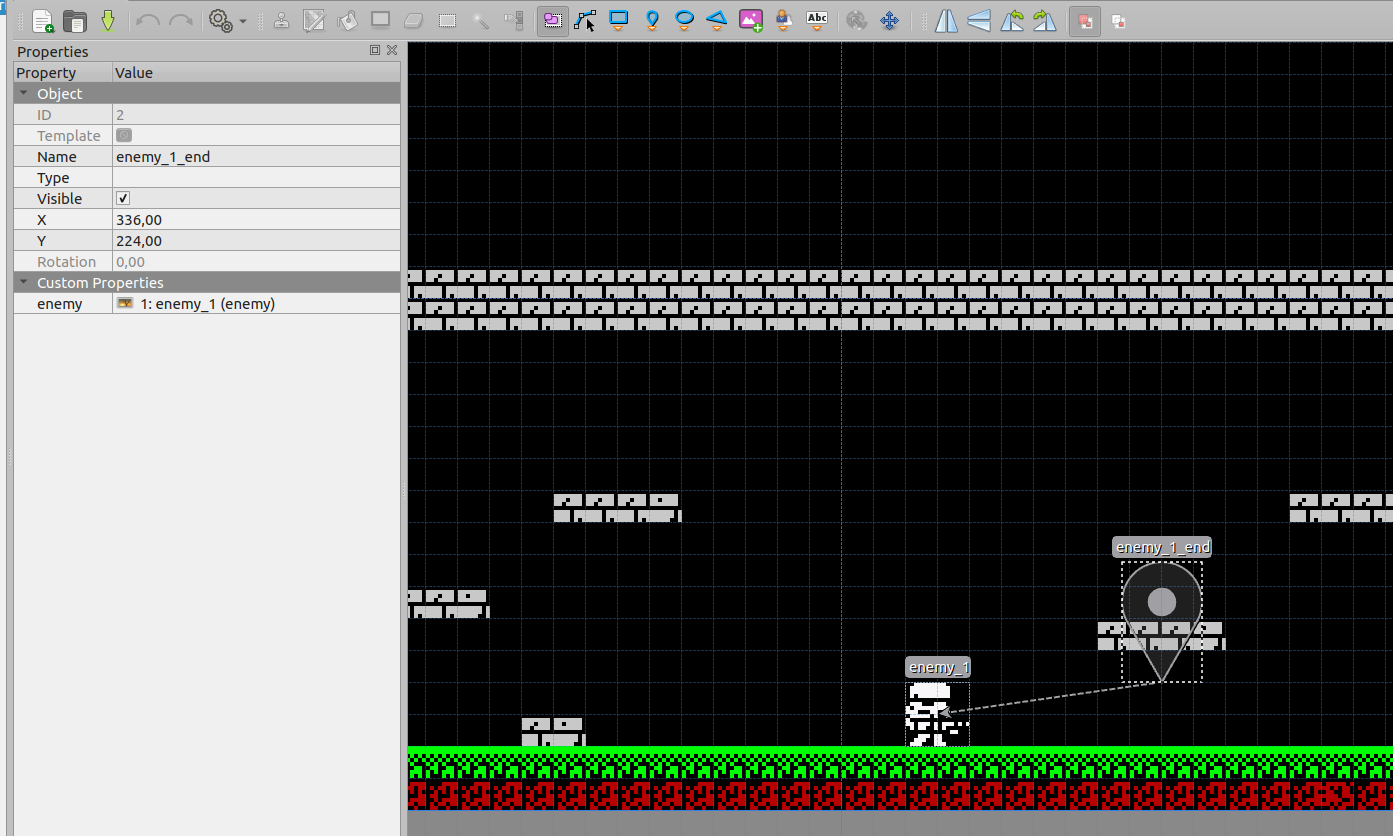 Abc
Properties
Property Value
Object
ID 2
Template
Name enemy_1_end
Type
Visible
X 336,00
Y 224,00
Rotation 0,00
Custom Properties
enemy 1: enemy_1 (enemy)
enemy_1_end
enemy_1